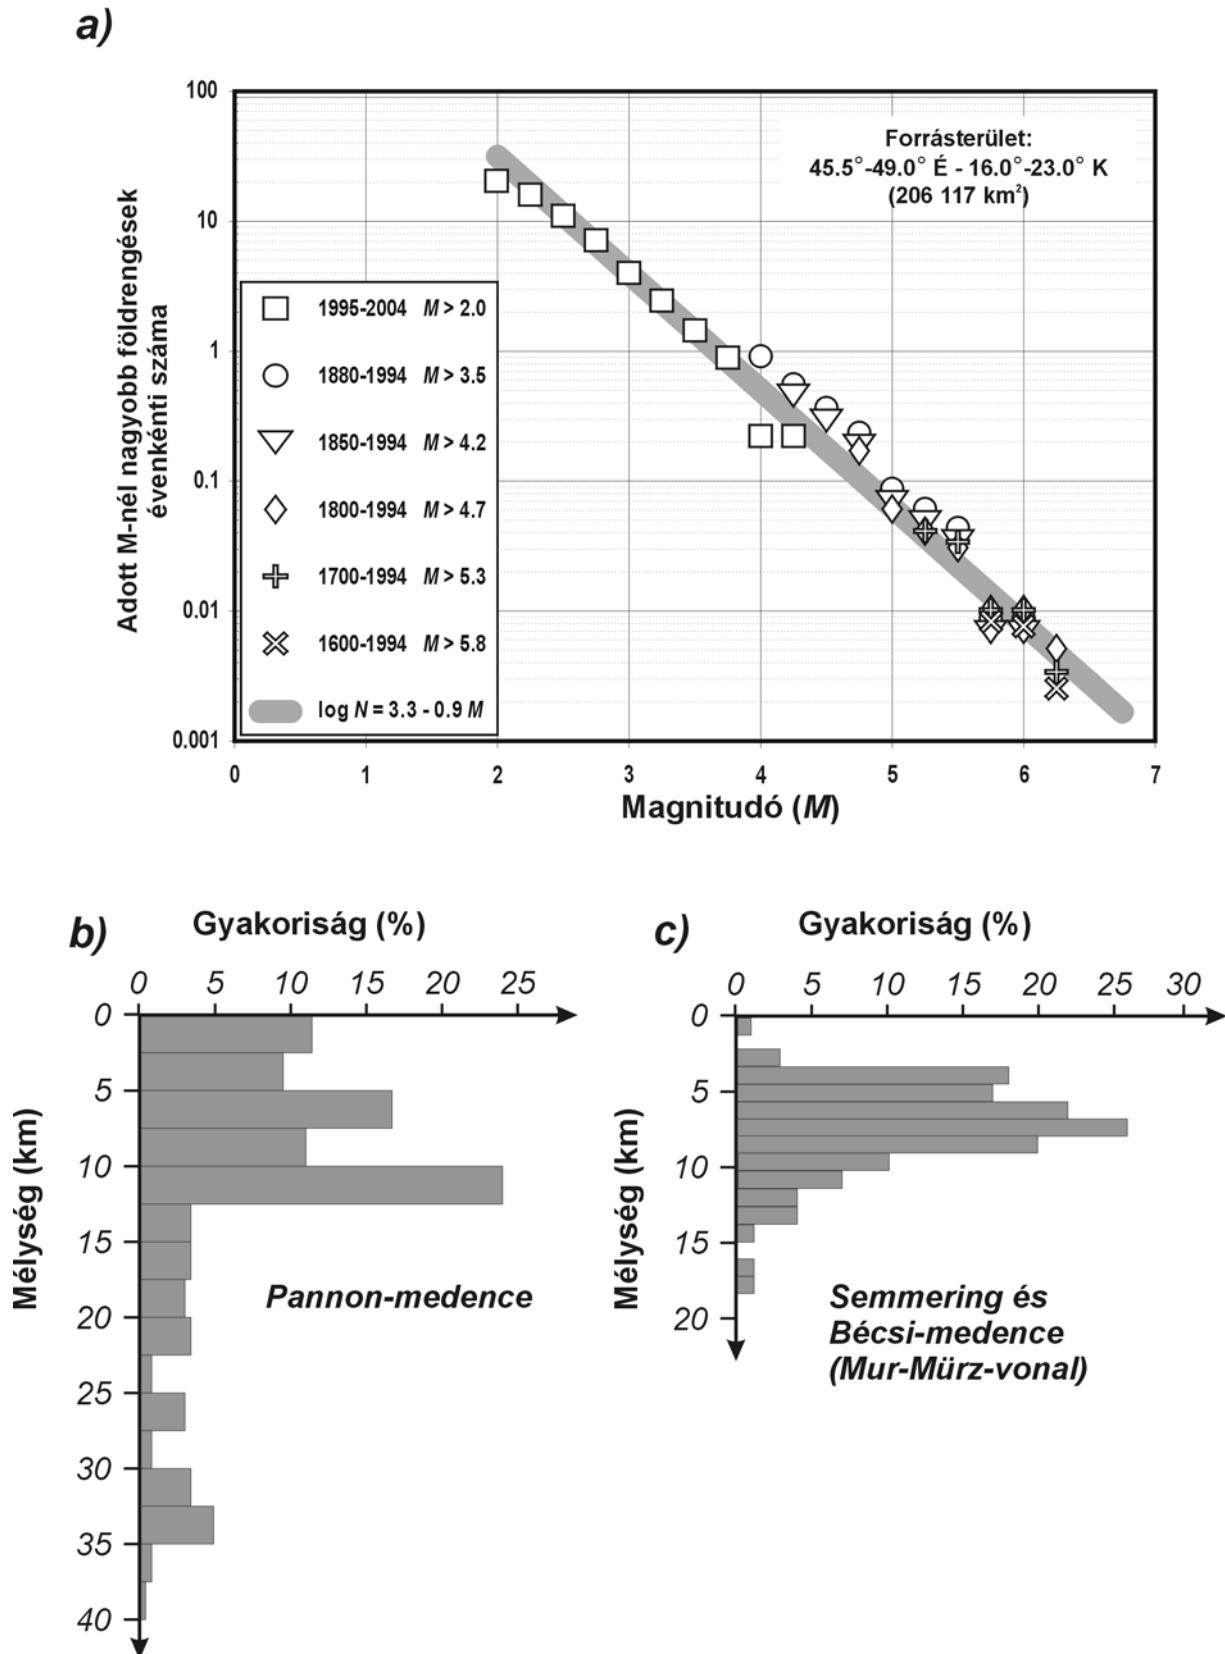 a)
Adott M-nél nagyobb földrengések
évenkénti száma
100
10
1
0.1
0.01
0.001
Forrásterület:
45.5°-49.0° É - 16.0°-23.0° K
(206 117 km²)
1995-2004 M > 2.0
1880-1994 M > 3.5
1850-1994 M > 4.2
1800-1994 M > 4.7
1700-1994 M > 5.3
1600-1994 M > 5.8
log N = 3.3 - 0.9 M
0 1 2 3 4 5 6 7
Magnitudó (M)
b)
Gyakoriság (%)
0 5 10 15 20 25
Mélység (km)
0
5
10
15
20
25
30
35
40
Pannon-medence
c)
Gyakoriság (%)
0 5 10 15 20 25 30
Mélység (km)
0
5
10
15
20
Semmering és
Bécsi-medence
(Mur-Mürz-vonal)